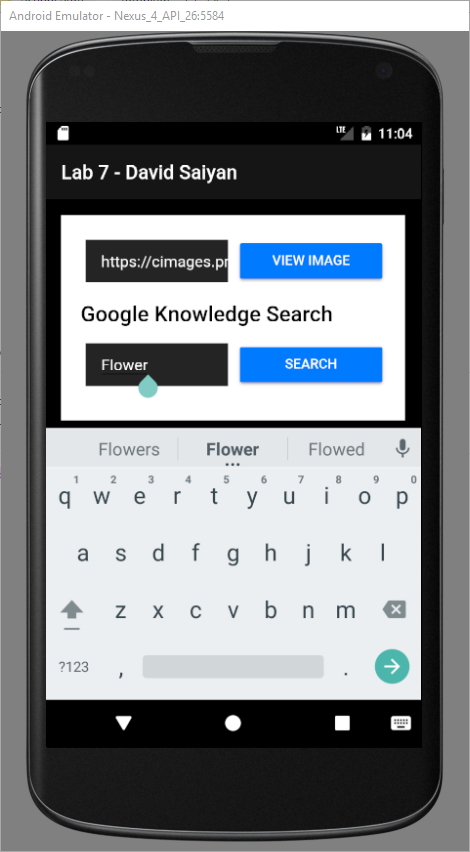 Android Emulator - Nexus_4_API_26:5584
LTE 11:04
Lab 7 - David Saiyan
https://cimages.pr VIEW IMAGE
Google Knowledge Search
Flower SEARCH
Flowers Flower Flowed
1 2 3 4 5 6 7 8 9 0
q w e r t y u i o p
a s d f g h j k l
z x c v b n m
?123 , .